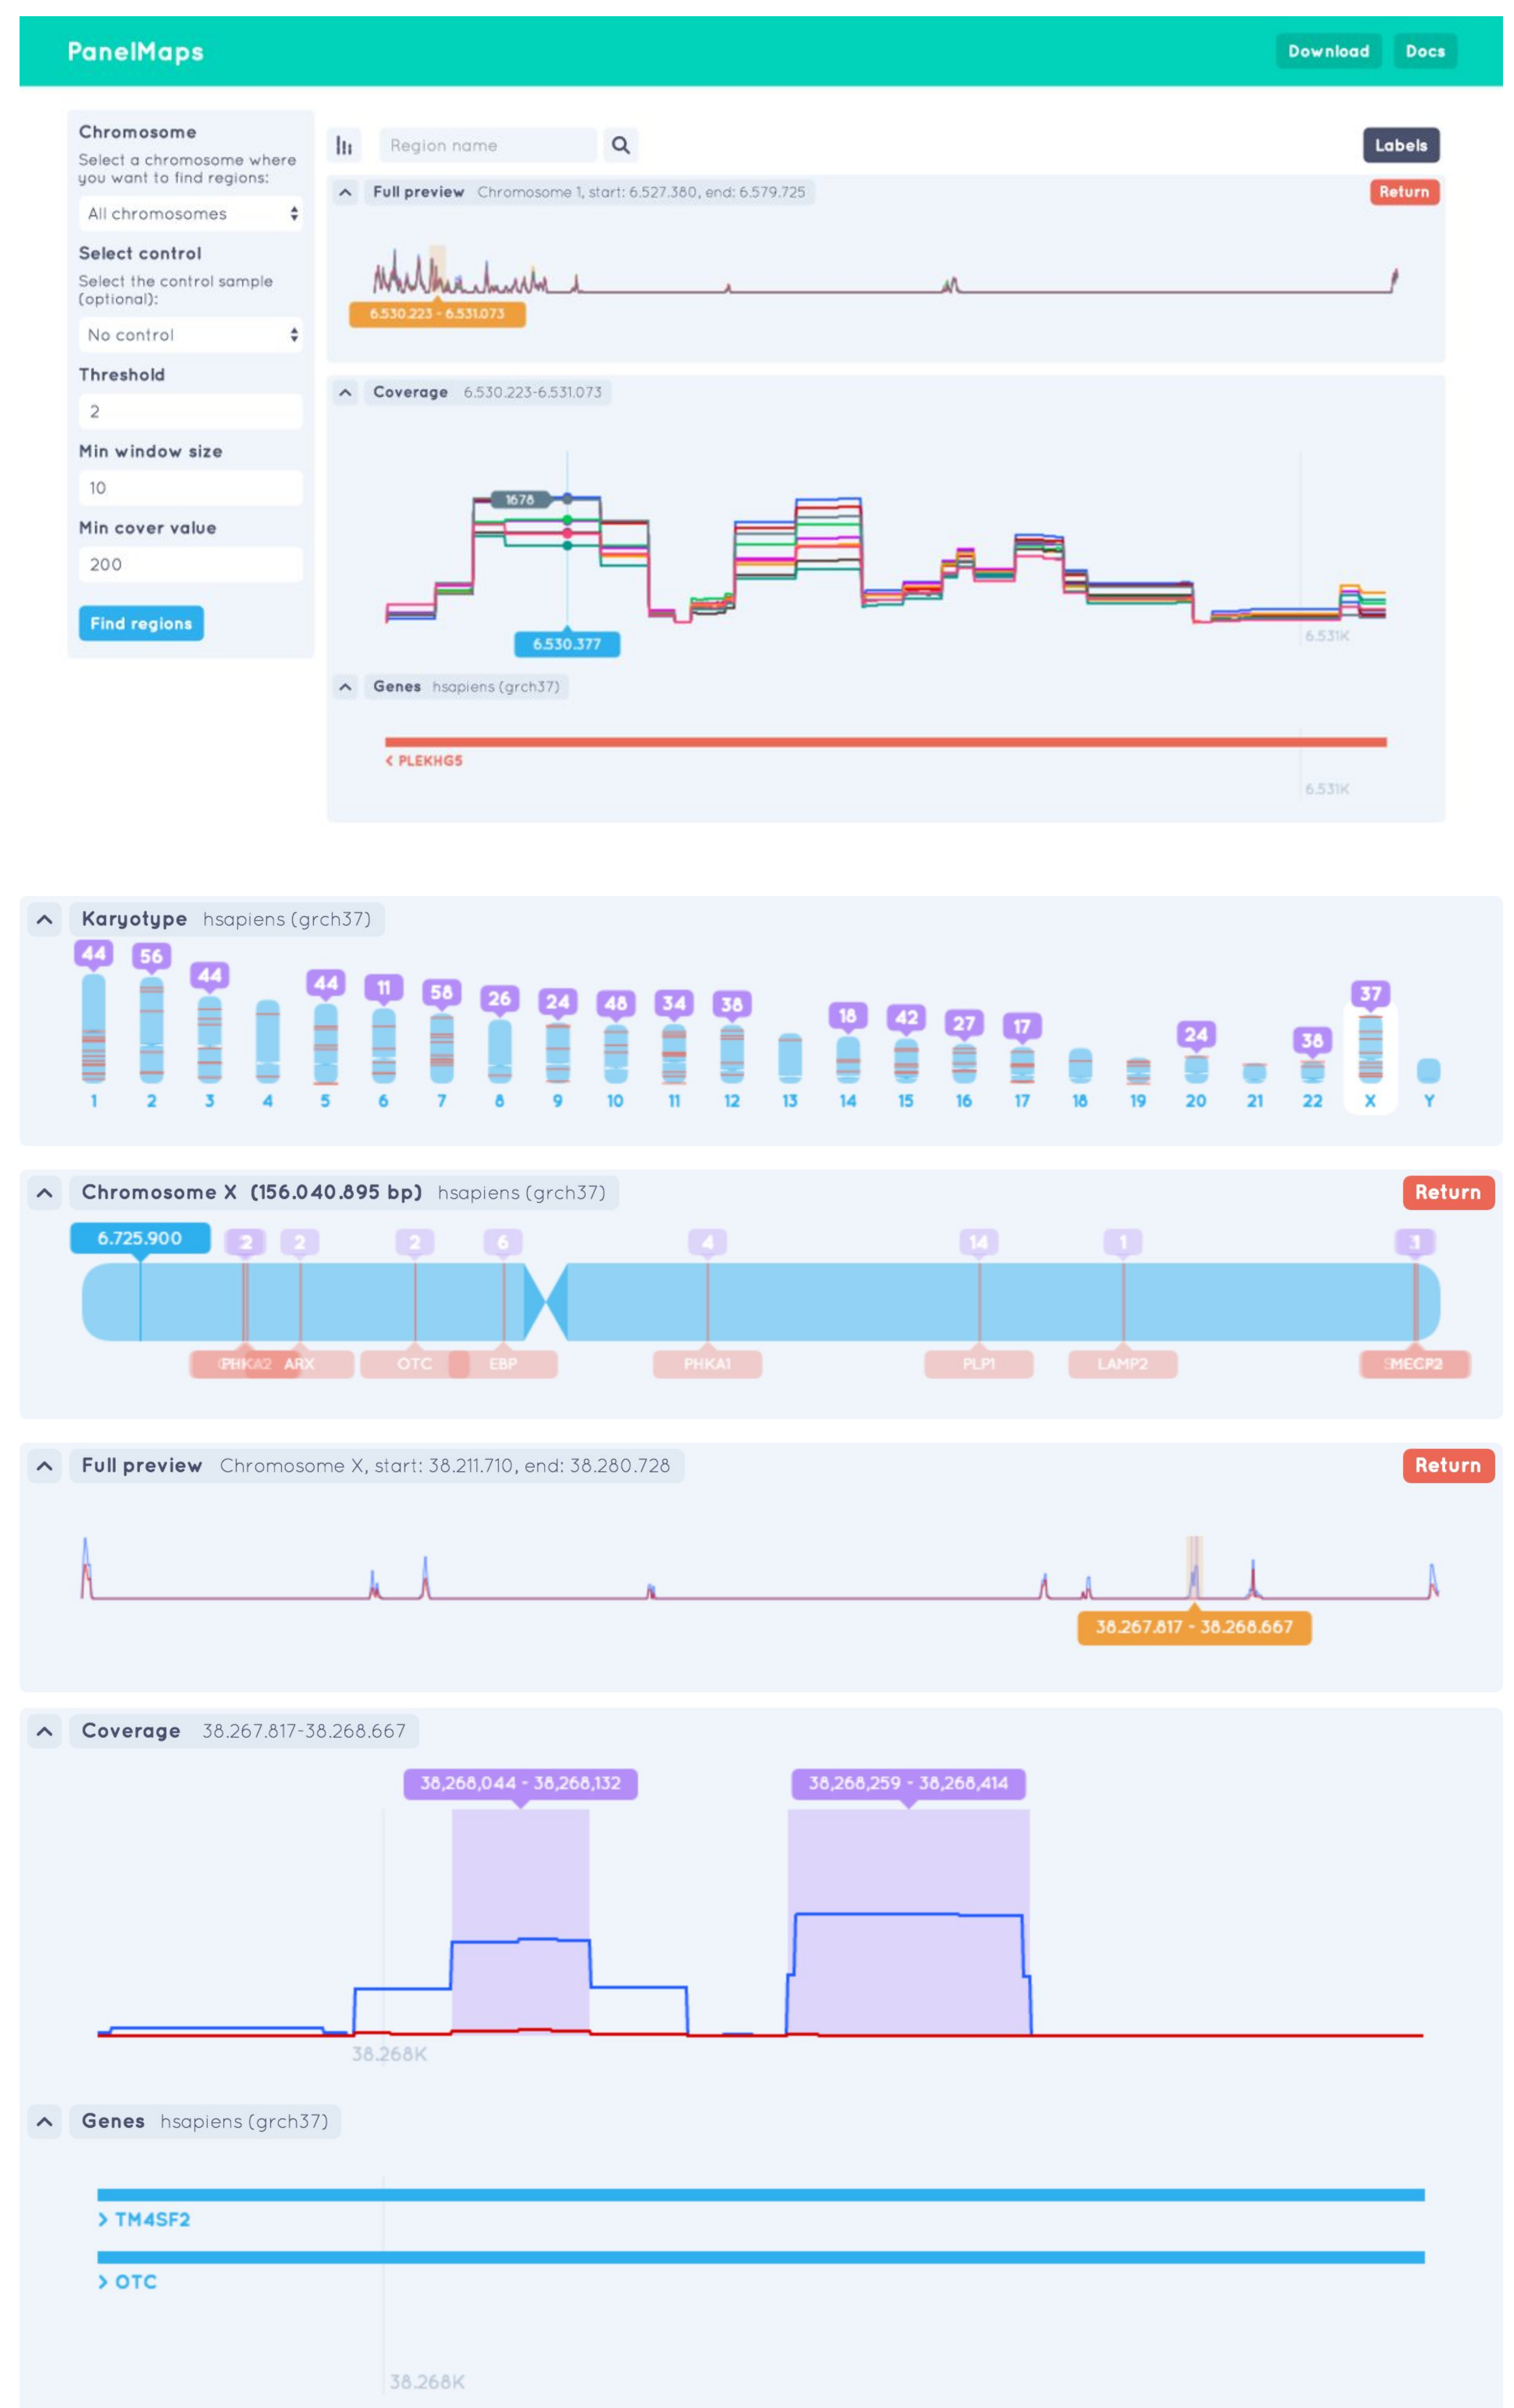 PanelMaps
Download Docs
Chromosome
Select a chromosome where
you want to find regions:
All chromosomes
Select control
Select the control sample
(optional):
No control
Threshold
2
Min window size
10
Min cover value
200
Find regions
Region name
Labels
Full preview Chromosome 1, start: 6.527.380, end: 6.579.725
Return
6.530.223 - 6.531.073
Coverage 6.530.223-6.531.073
1678
6.530.377
6.531K
Genes hsapiens (grch37)
< PLEKHG5
6.531K
Karyotype hsapiens (grch37)
44 56 44 44 11 58 26 24 48 34 38 18 42 27 17 24 38 37
1 2 3 4 5 6 7 8 9 10 11 12 13 14 15 16 17 18 19 20 21 22 X Y
Chromosome X (156.040.895 bp) hsapiens (grch37)
Return
6.725.900 2 2 2 6 4 14 1
PHKA2 ARX OTC EBP PHKA1 PLP1 LAMP2 MECP2
Full preview Chromosome X, start: 38.211.710, end: 38.280.728
Return
38.267.817 - 38.268.667
Coverage 38.267.817-38.268.667
38,268,044 - 38,268,132 38,268,259 - 38,268,414
38.268K
Genes hsapiens (grch37)
> TM4SF2
> OTC
38.268K